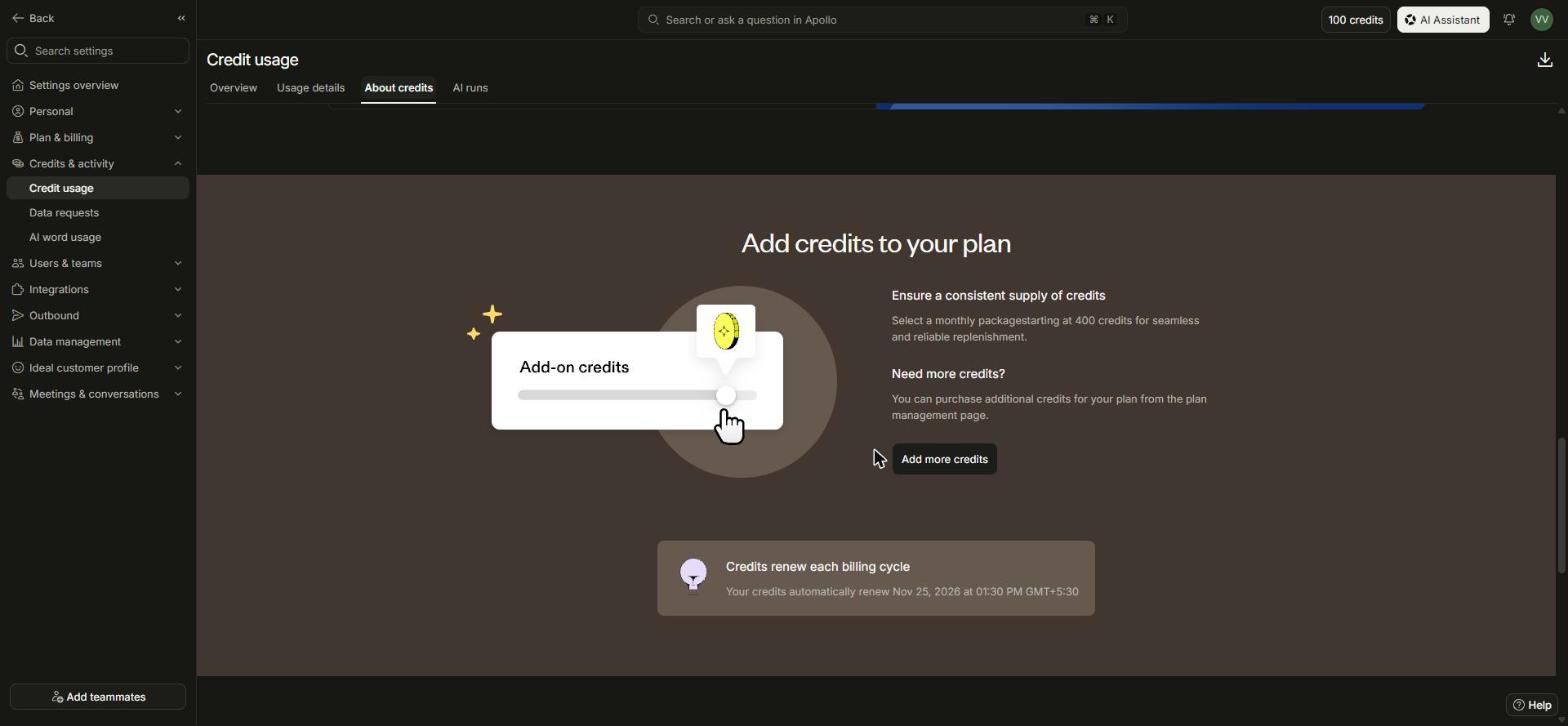 Back
Search or ask a question in Apollo
⌘ K
100 credits
AI Assistant
VV
Search settings
Settings overview
Personal
Plan & billing
Credits & activity
Credit usage
Data requests
AI word usage
Users & teams
Integrations
Outbound
Data management
Ideal customer profile
Meetings & conversations
Add teammates
Credit usage
Overview
Usage details
About credits
AI runs
Add credits to your plan
Add-on credits
Ensure a consistent supply of credits
Select a monthly packagestarting at 400 credits for seamless
and reliable replenishment.
Need more credits?
You can purchase additional credits for your plan from the plan
management page.
Add more credits
Credits renew each billing cycle
Your credits automatically renew Nov 25, 2026 at 01:30 PM GMT+5:30
Help